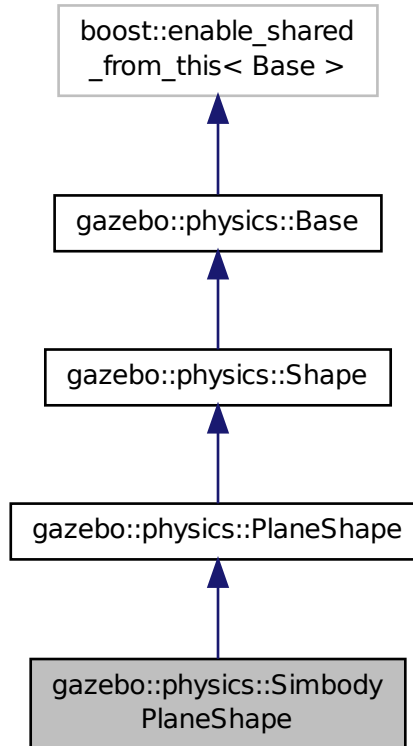 boost::enable_shared
_from_this< Base >
gazebo::physics::Base
gazebo::physics::Shape
gazebo::physics::PlaneShape
gazebo::physics::Simbody
PlaneShape